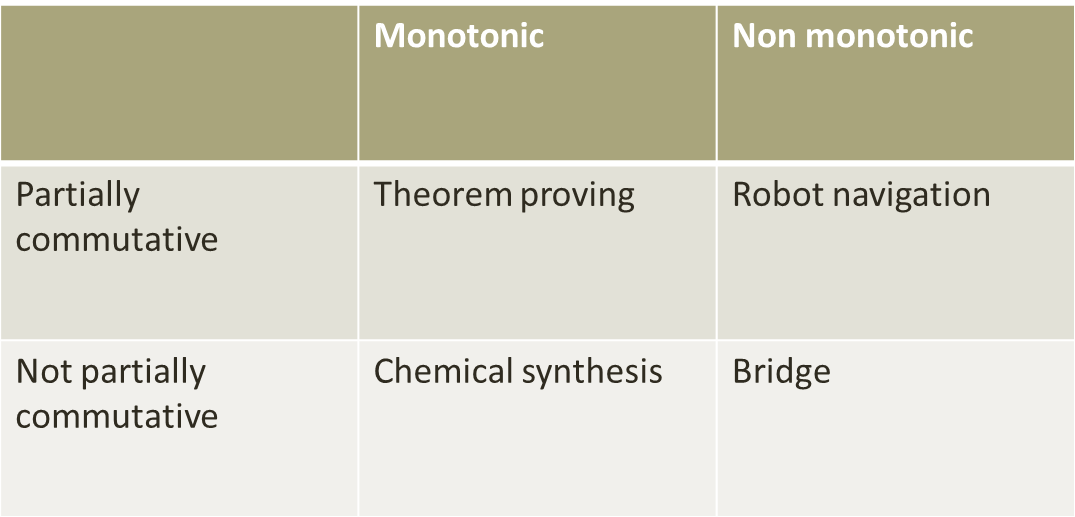 Monotonic
Non monotonic
Partially
commutative
Theorem proving
Robot navigation
Not partially
commutative
Chemical synthesis
Bridge